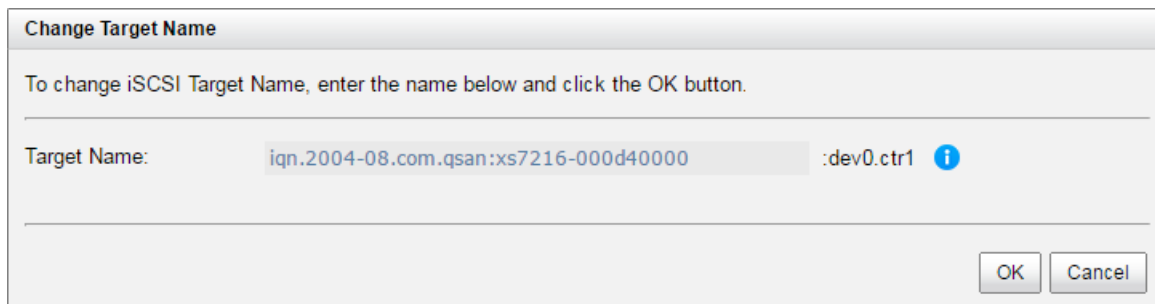 Change Target Name
To change iSCSI Target Name, enter the name below and click the OK button.
Target Name: iqn.2004-08.com.qsan:xs7216-000d40000 :dev0.ctr1 i
OK Cancel